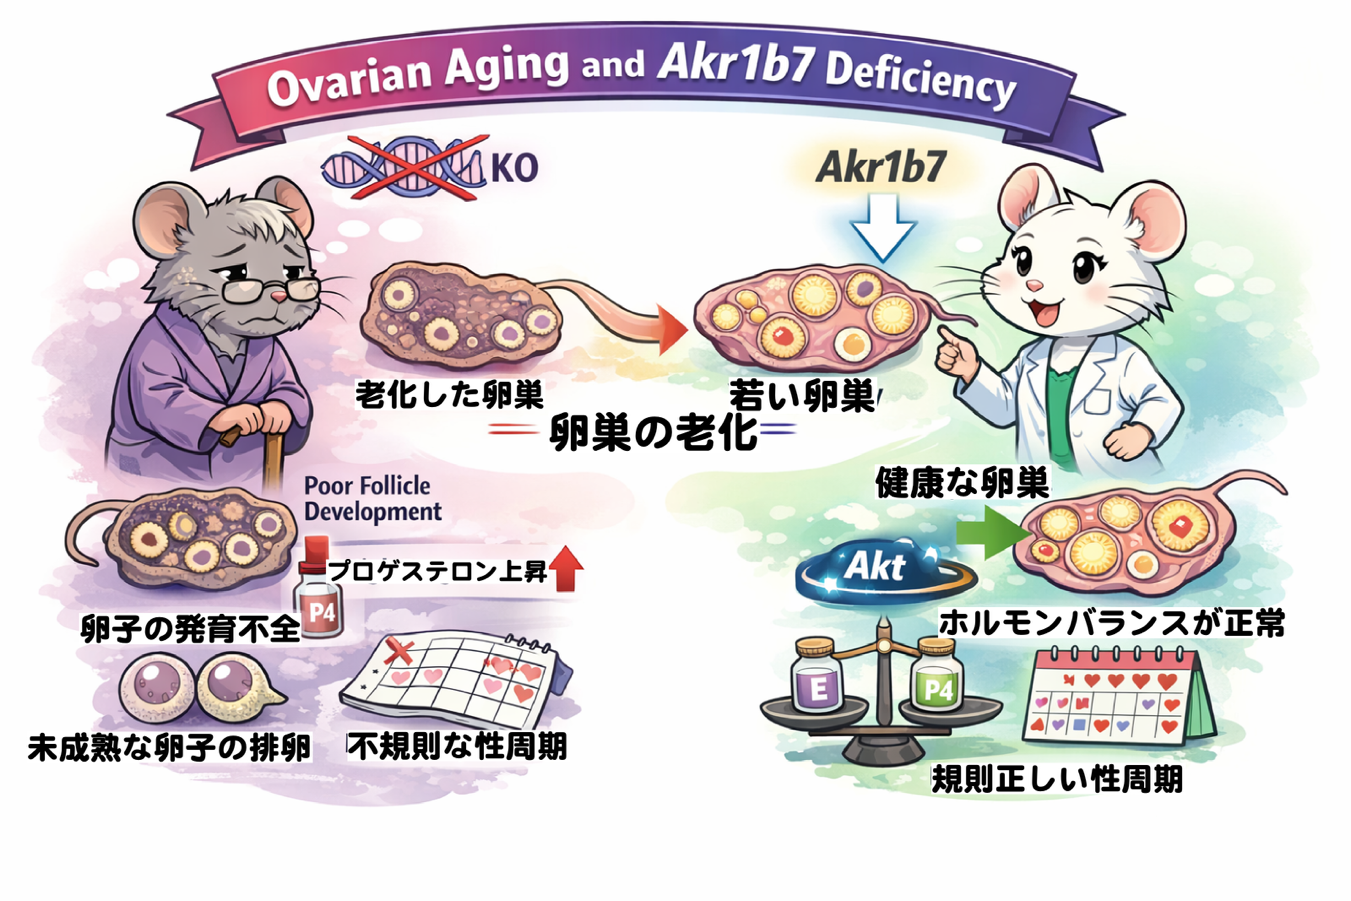 Ovarian Aging and Akr1b7 Deficiency
KO
Akr1b7
老化した卵巣
若い卵巣
卵巣の老化
Poor Follicle
Development
プロゲステロン上昇
P4
卵子の発育不全
未成熟な卵子の排卵
不規則な性周期
健康な卵巣
Akt
ホルモンバランスが正常
E
P4
規則正しい性周期